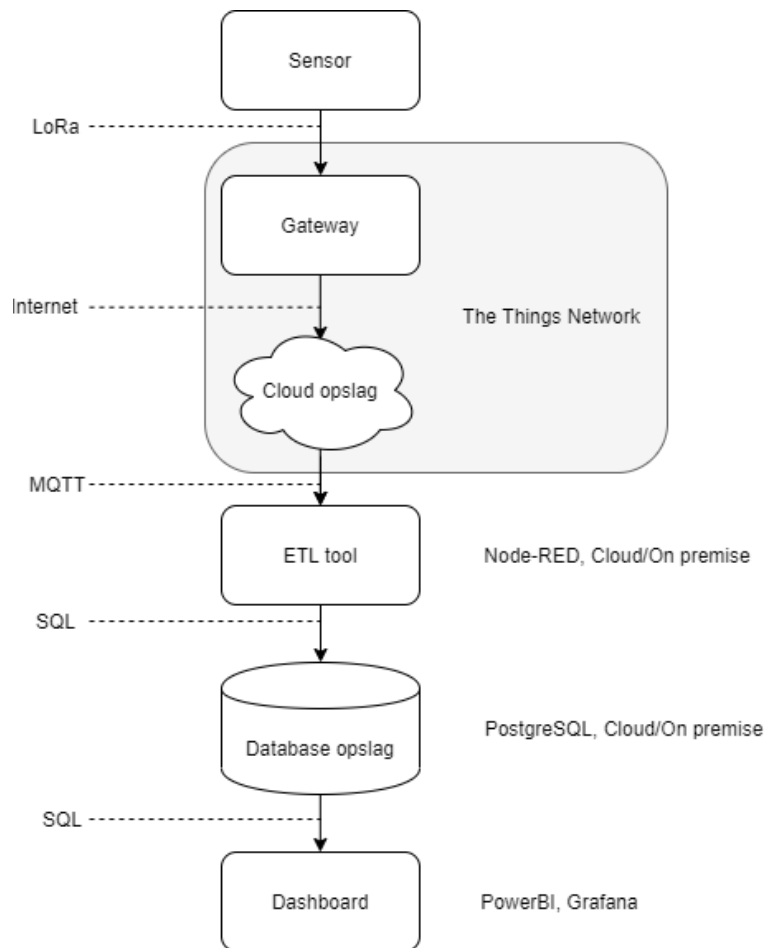 Sensor
LoRa
Gateway
Internet
The Things Network
Cloud opslag
MQTT
ETL tool
Node-RED, Cloud/On premise
SQL
Database opslag
PostgreSQL, Cloud/On premise
SQL
Dashboard
PowerBI, Grafana